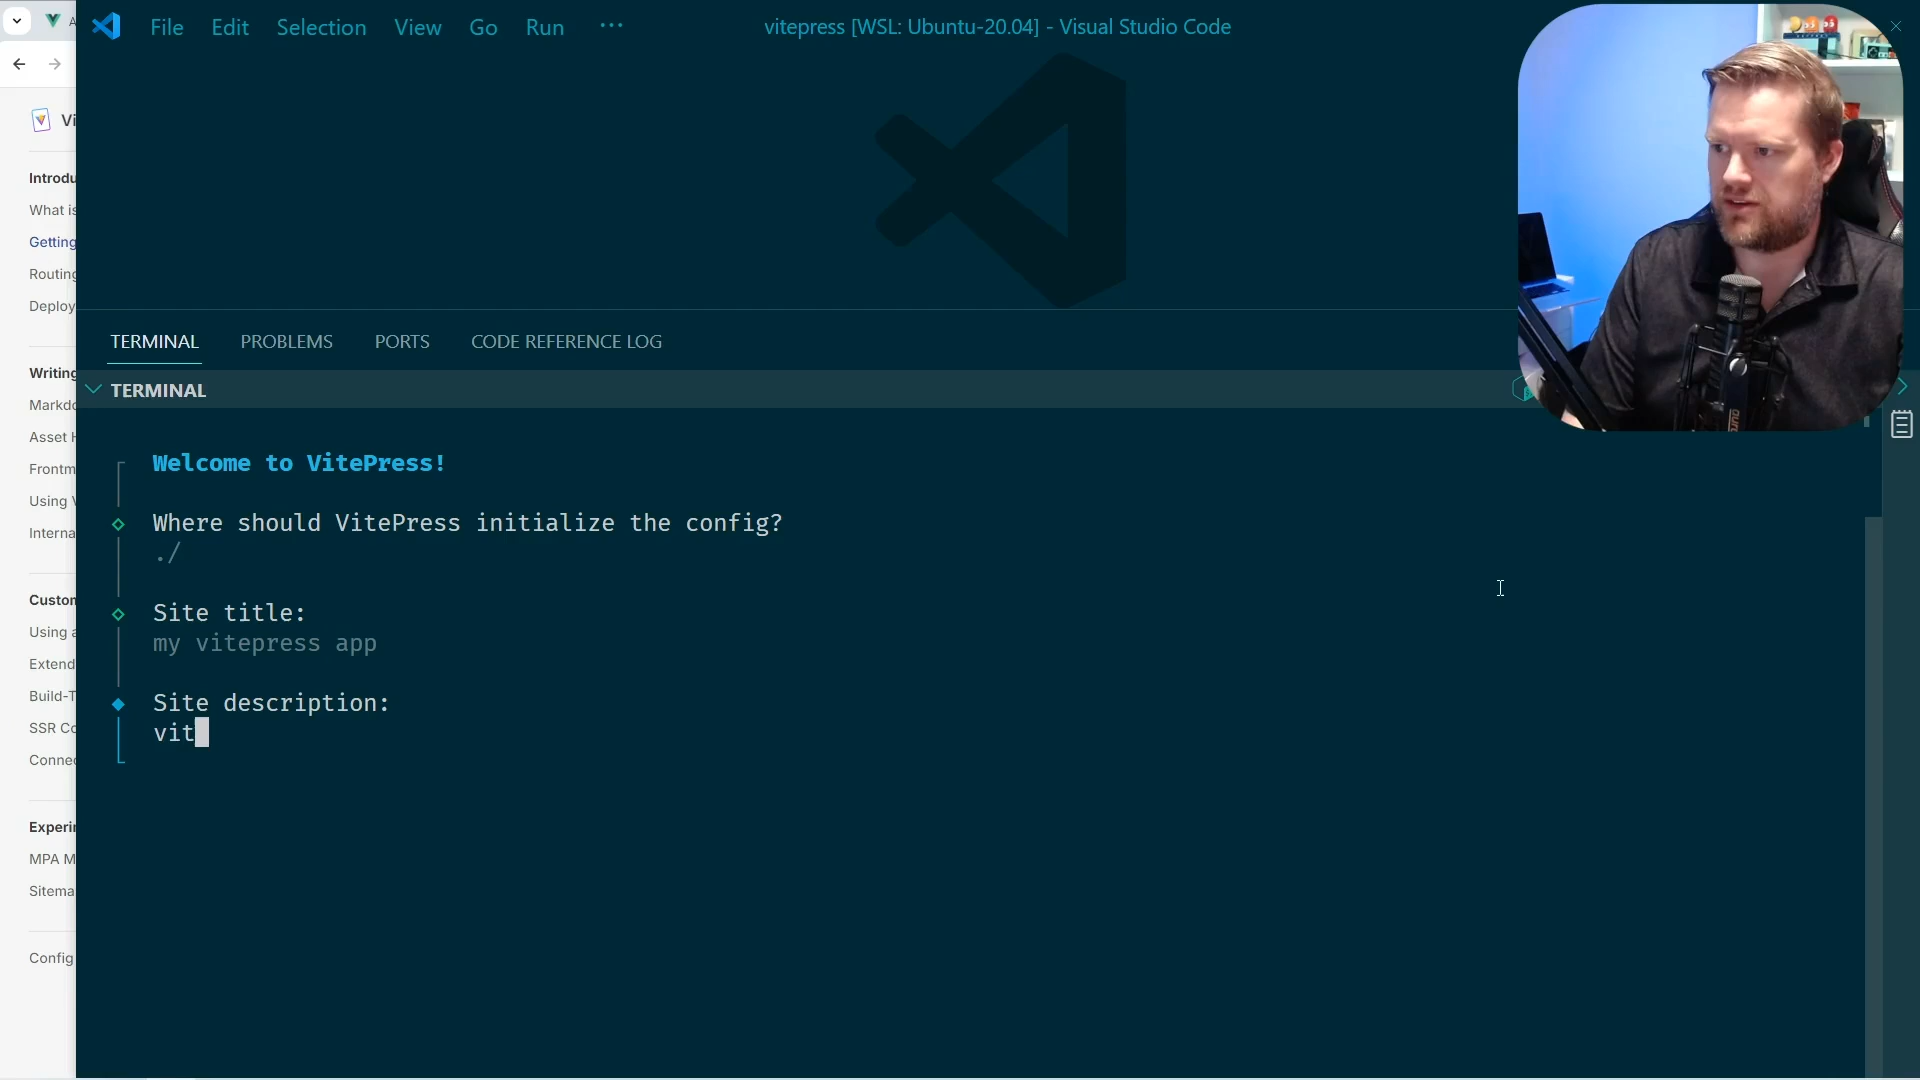 File Edit Selection View Go Run ···
vitepress [WSL: Ubuntu-20.04] - Visual Studio Code
Vi
Introdu
What is
Getting
Routing
Deploy
Writing
Markdo
Asset H
Frontm
Using V
Interna
Custom
Using a
Extend
Build-T
SSR Co
Connec
Experin
MPA M
Sitema
Config
TERMINAL PROBLEMS PORTS CODE REFERENCE LOG
TERMINAL
Welcome to VitePress!
Where should VitePress initialize the config?
./
Site title:
my vitepress app
Site description:
vit